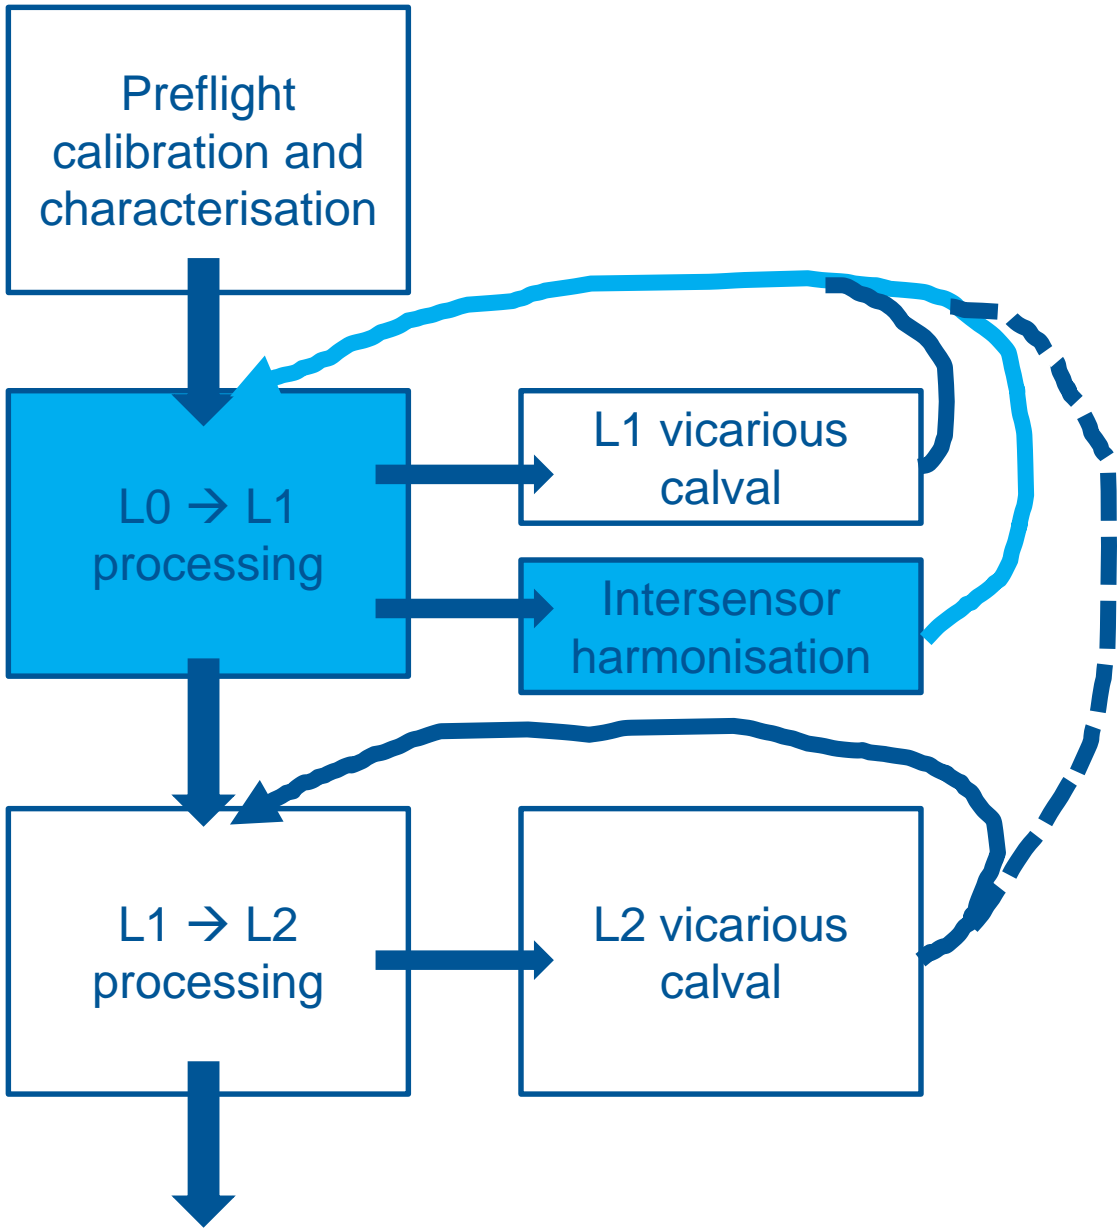 Preflight
calibration and
characterisation
L0 → L1
processing
L1 vicarious
calval
Intersensor
harmonisation
L1 → L2
processing
L2 vicarious
calval